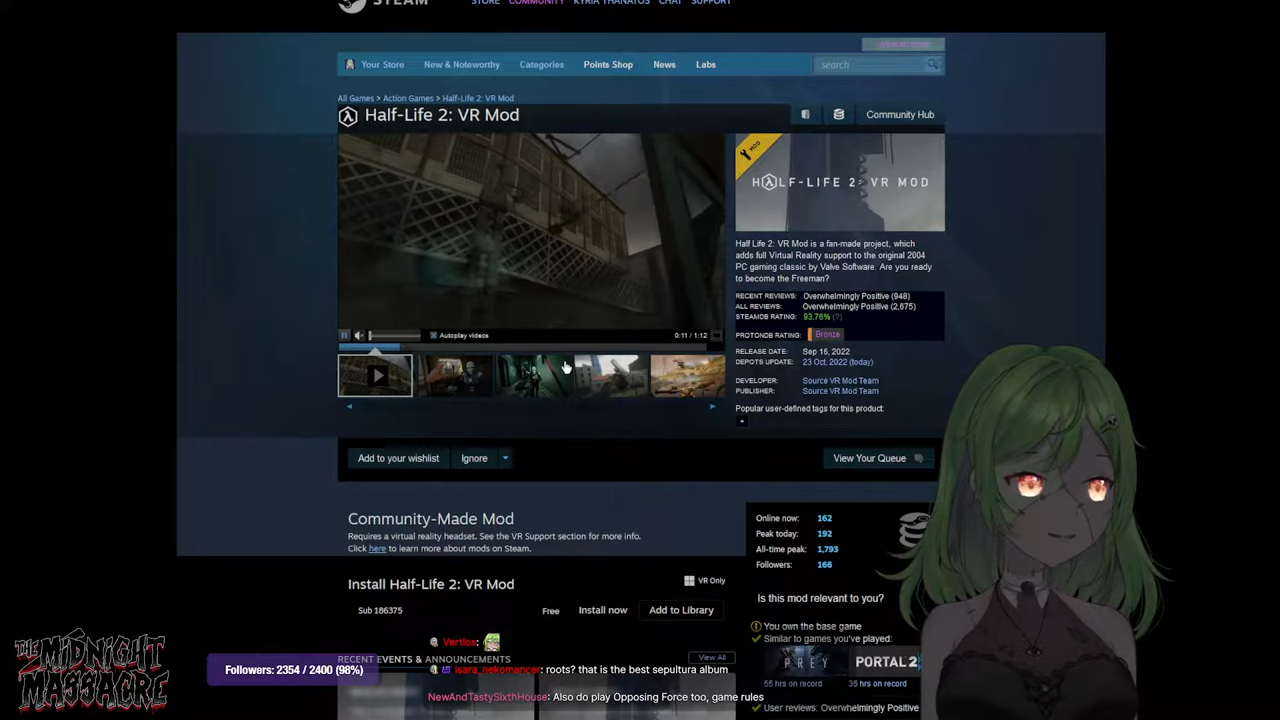 STEAM
STORE COMMUNITY KYRIA THANATOS CHAT SUPPORT
Your Store New & Noteworthy Categories Points Shop News Labs search
All Games > Action Games > Half-Life 2: VR Mod
Half-Life 2: VR Mod
Community Hub
MOD
HΛLF-LIFE 2: VR MOD
Half Life 2: VR Mod is a fan-made project, which
adds full Virtual Reality support to the original 2004
PC gaming classic by Valve Software. Are you ready
to become the Freeman?
RECENT REVIEWS: Overwhelmingly Positive (948)
ALL REVIEWS: Overwhelmingly Positive (2,675)
STEAMDB RATING: 93.76% (?)
PROTONDB RATING: Bronze
RELEASE DATE: Sep 16, 2022
DEPOTS UPDATE: 23 Oct, 2022 (today)
DEVELOPER: Source VR Mod Team
PUBLISHER: Source VR Mod Team
Popular user-defined tags for this product:
+
Autoplay videos 0:11 / 1:12
Add to your wishlist Ignore View Your Queue
Community-Made Mod
Requires a virtual reality headset. See the VR Support section for more info.
Click here to learn more about mods on Steam.
Online now: 162
Peak today: 192
All-time peak: 1,793
Followers: 166
Install Half-Life 2: VR Mod VR Only
Sub 186375 Free Install now Add to Library
Is this mod relevant to you?
You own the base game
Similar to games you've played:
PREY PORTAL 2
55 hrs on record 35 hrs on record
User reviews: Overwhelmingly Positive
Vertios:
RECENT EVENTS & ANNOUNCEMENTS View All
isara_nekomancer: roots? that is the best sepultura album
NewAndTastySixthHouse: Also do play Opposing Force too, game rules
Followers: 2354 / 2400 (98%)
THE MIDNIGHT
MASSACRE